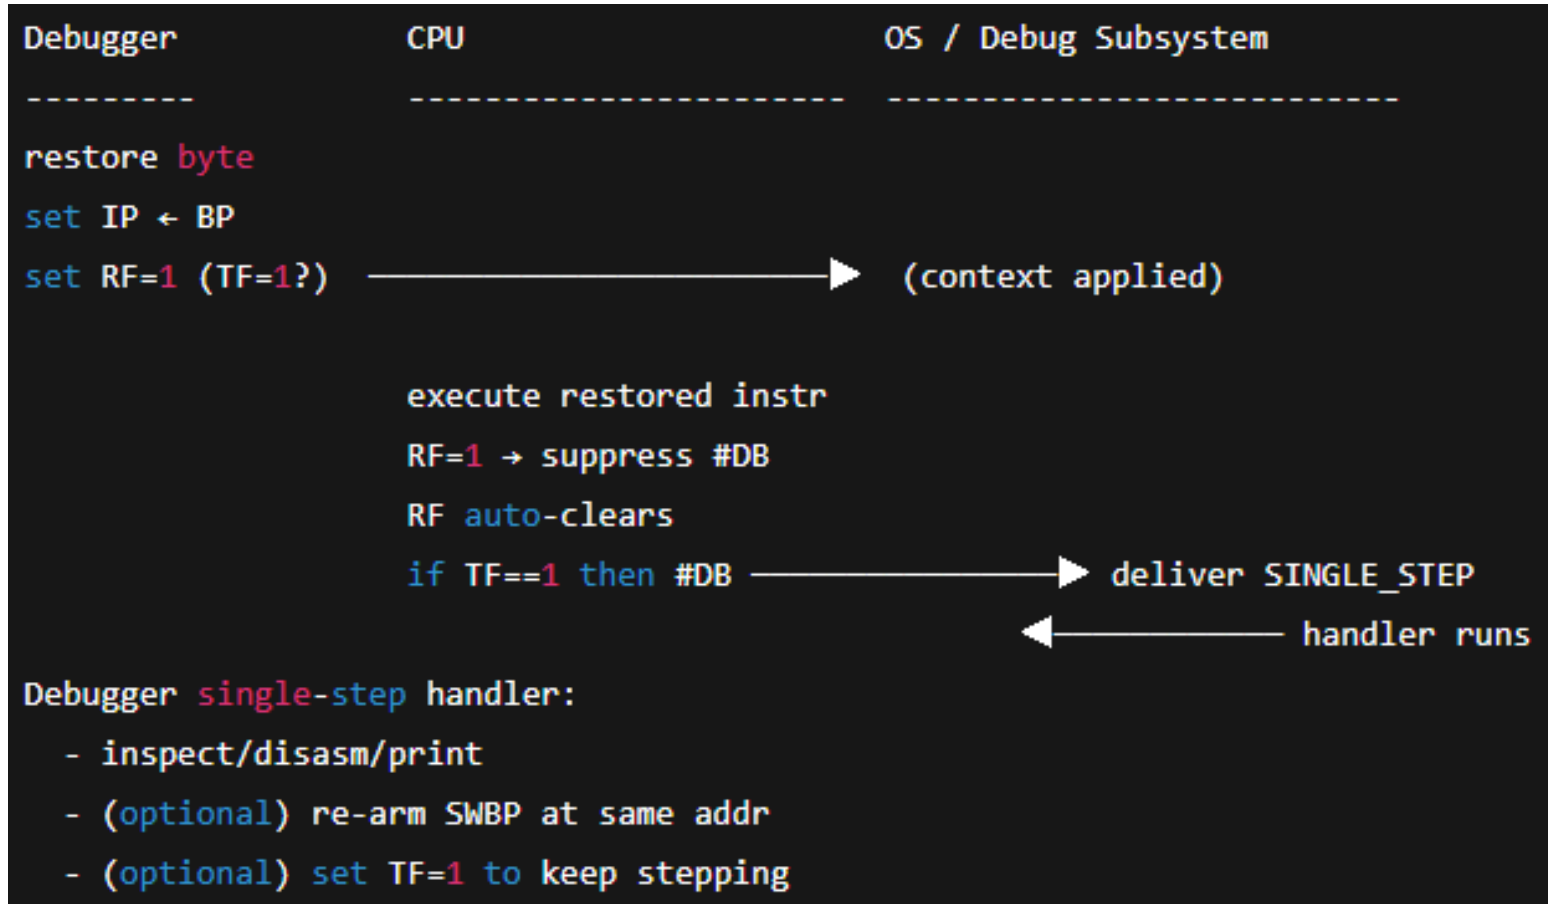 Debugger CPU OS / Debug Subsystem
--------- ----------------------- ---------------------------
restore byte
set IP ← BP
set RF=1 (TF=1?) ────────────────────────▶ (context applied)
execute restored instr
RF=1 → suppress #DB
RF auto-clears
if TF==1 then #DB ────────────────▶ deliver SINGLE_STEP
◀──────────── handler runs
Debugger single-step handler:
- inspect/disasm/print
- (optional) re-arm SWBP at same addr
- (optional) set TF=1 to keep stepping